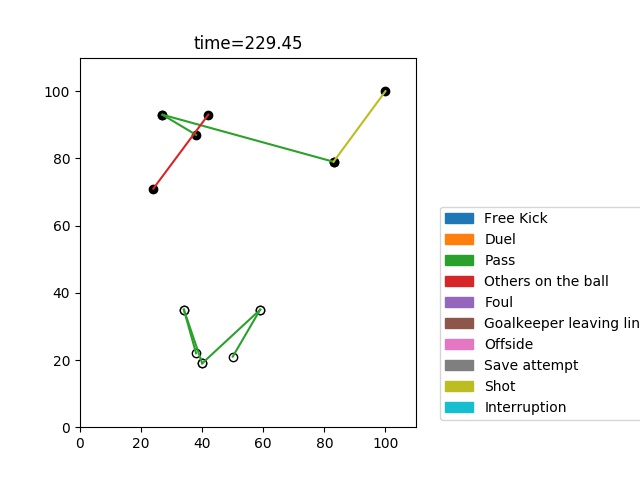 time=229.45
100
80
60
40
20
0
0 20 40 60 80 100
Free Kick
Duel
Pass
Others on the ball
Foul
Goalkeeper leaving lin
Offside
Save attempt
Shot
Interruption